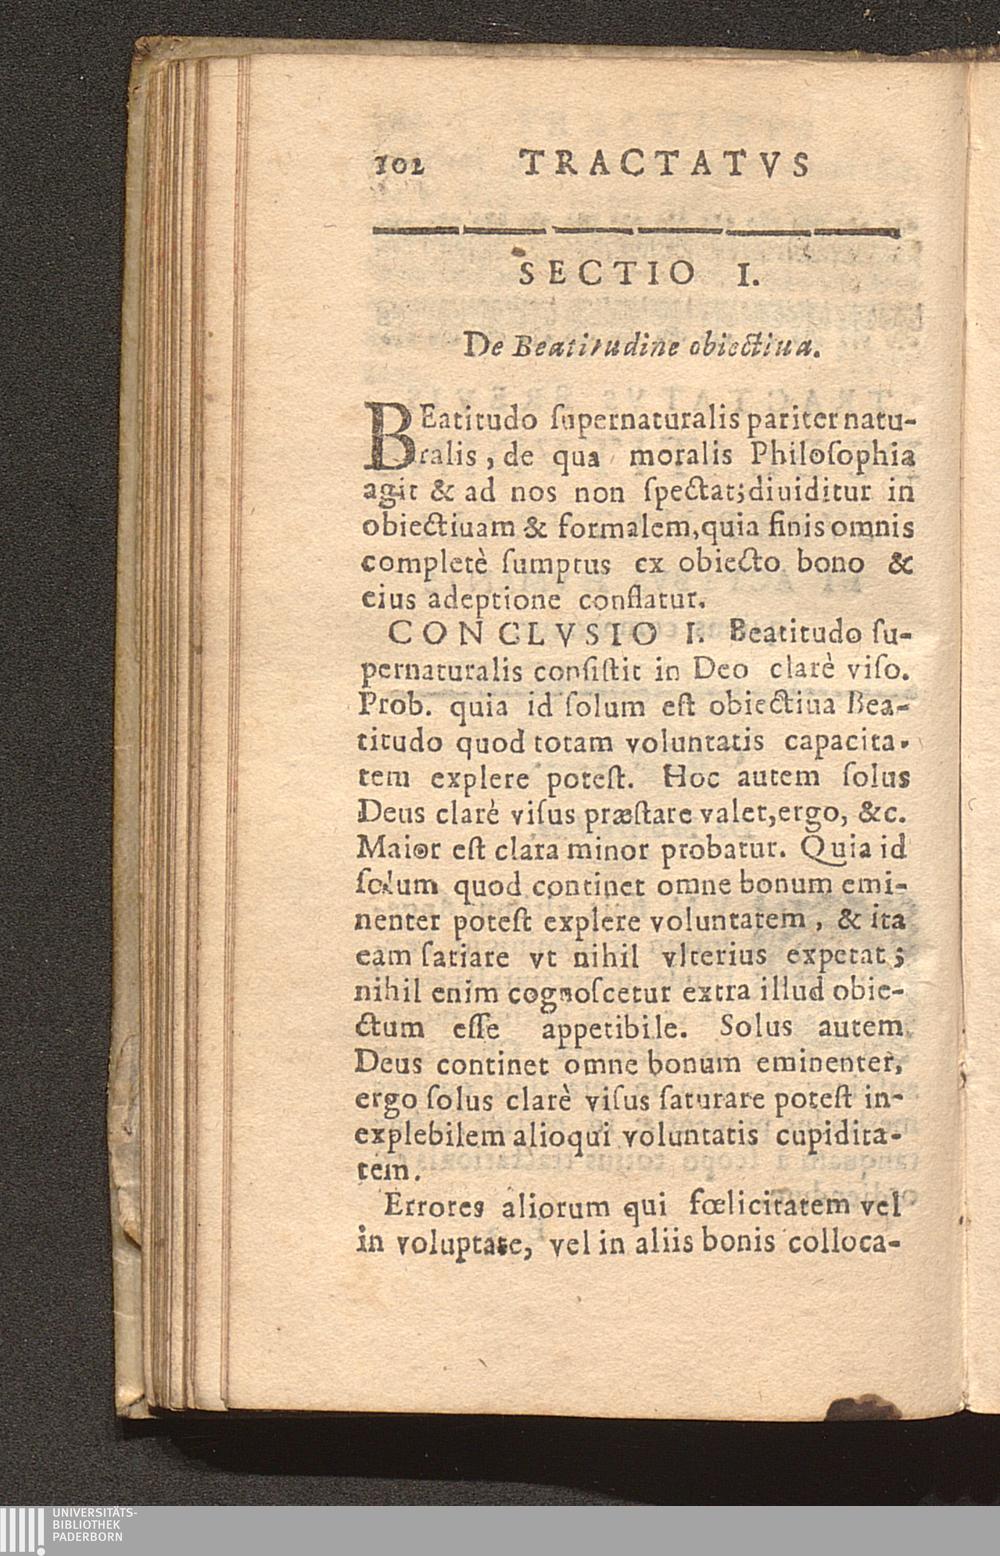 102 TRACTATVS
SECTIO I.
De Beatitudine obiectiua.
BEatitudo ſupernaturalis pariter natu-
ralis, de qua moralis Philoſophia
agit & ad nos non ſpectat; diuiditur in
obiectiuam & formalem, quia finis omnis
completè ſumptus ex obiecto bono &
eius adeptione conflatur.
CONCLVSIO I. Beatitudo ſu-
pernaturalis conſiſtit in Deo clarè viſo.
Prob. quia id ſolum eſt obiectiua Bea-
titudo quod totam voluntatis capacita-
tem explere poteſt. Hoc autem ſolus
Deus clarè viſus præſtare valet, ergo, &c.
Maior eſt clara minor probatur. Quia id
ſolum quod continet omne bonum emi-
nenter poteſt explere voluntatem, & ita
eam ſatiare vt nihil vlterius expetat;
nihil enim cognoſcetur extra illud obie-
ctum eſſe appetibile. Solus autem
Deus continet omne bonum eminenter,
ergo ſolus clarè viſus ſaturare poteſt in-
explebilem alioqui voluntatis cupidita-
tem.
Errores aliorum qui fœlicitatem vel
in voluptate, vel in aliis bonis colloca-
UNIVERSITÄTS-
BIBLIOTHEK
PADERBORN